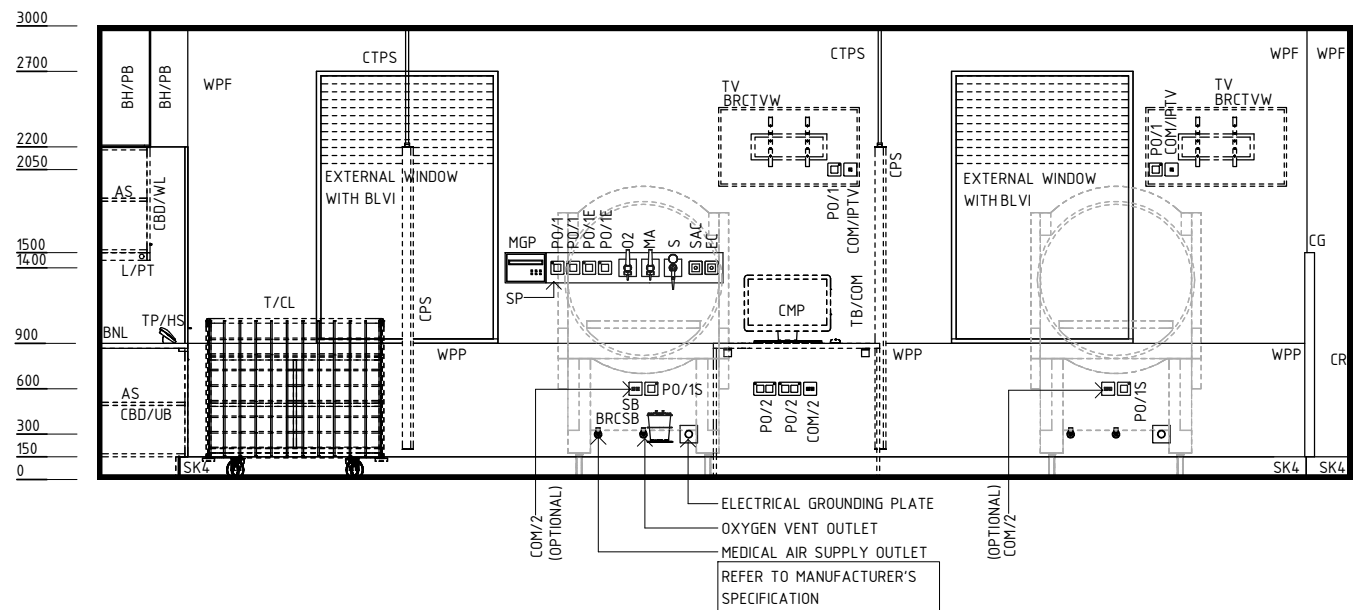 3000
2700
2200
2050
1500
1400
900
600
300
150
0
BH/PB
BH/PB
WPF
CTPS
CTPS
WPF
WPF
TV
BRCTVW
TV
BRCTVW
PO/1
COM/IPTV
PO/1
COM/IPTV
EXTERNAL WINDOW
WITH BLVI
EXTERNAL WINDOW
WITH BLVI
AS
CBD/WL
CPS
L/PT
MGP
PO/1
PO/1
PO/1E
PO/1E
O2
MA
S
SAC
EC
SP
CG
T/CL
TP/HS
BNL
CPS
CMP
TB/COM
WPP
WPP
WPP
CR
AS
CBD/UB
PO/1S
SB
BRCSB
PO/2
PO/2
COM/2
PO/1S
SK4
SK4
SK4
COM/2
(OPTIONAL)
(OPTIONAL)
COM/2
ELECTRICAL GROUNDING PLATE
OXYGEN VENT OUTLET
MEDICAL AIR SUPPLY OUTLET
REFER TO MANUFACTURER'S
SPECIFICATION